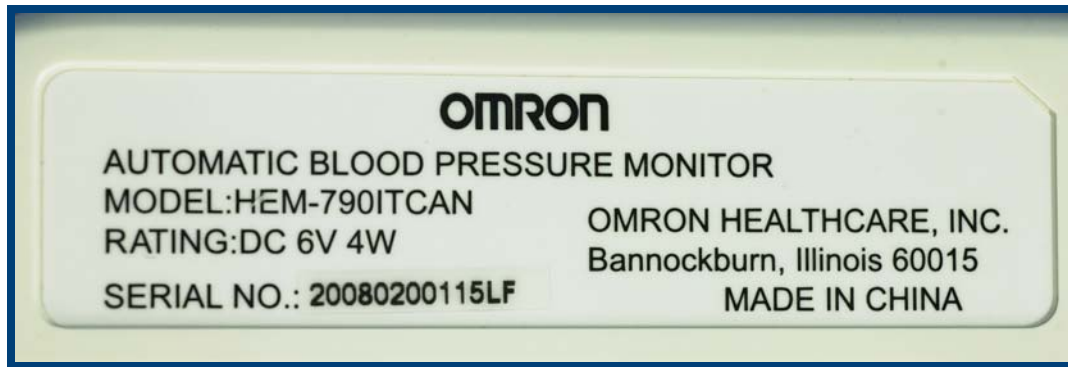 OMRON
AUTOMATIC BLOOD PRESSURE MONITOR
MODEL:HEM-790ITCAN
RATING:DC 6V 4W
SERIAL NO.: 20080200115LF
OMRON HEALTHCARE, INC.
Bannockburn, Illinois 60015
MADE IN CHINA